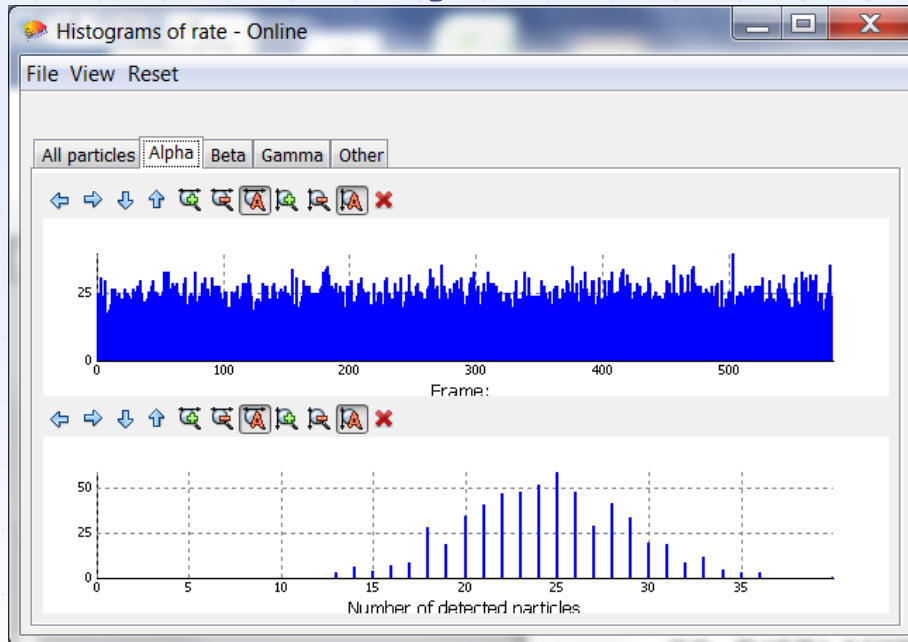 Histograms of rate - Online
File View Reset
All particles Alpha Beta Gamma Other
25
0
0 100 200 300 400 500
Frame:
50
25
0
0 5 10 15 20 25 30 35
Number of detected particles